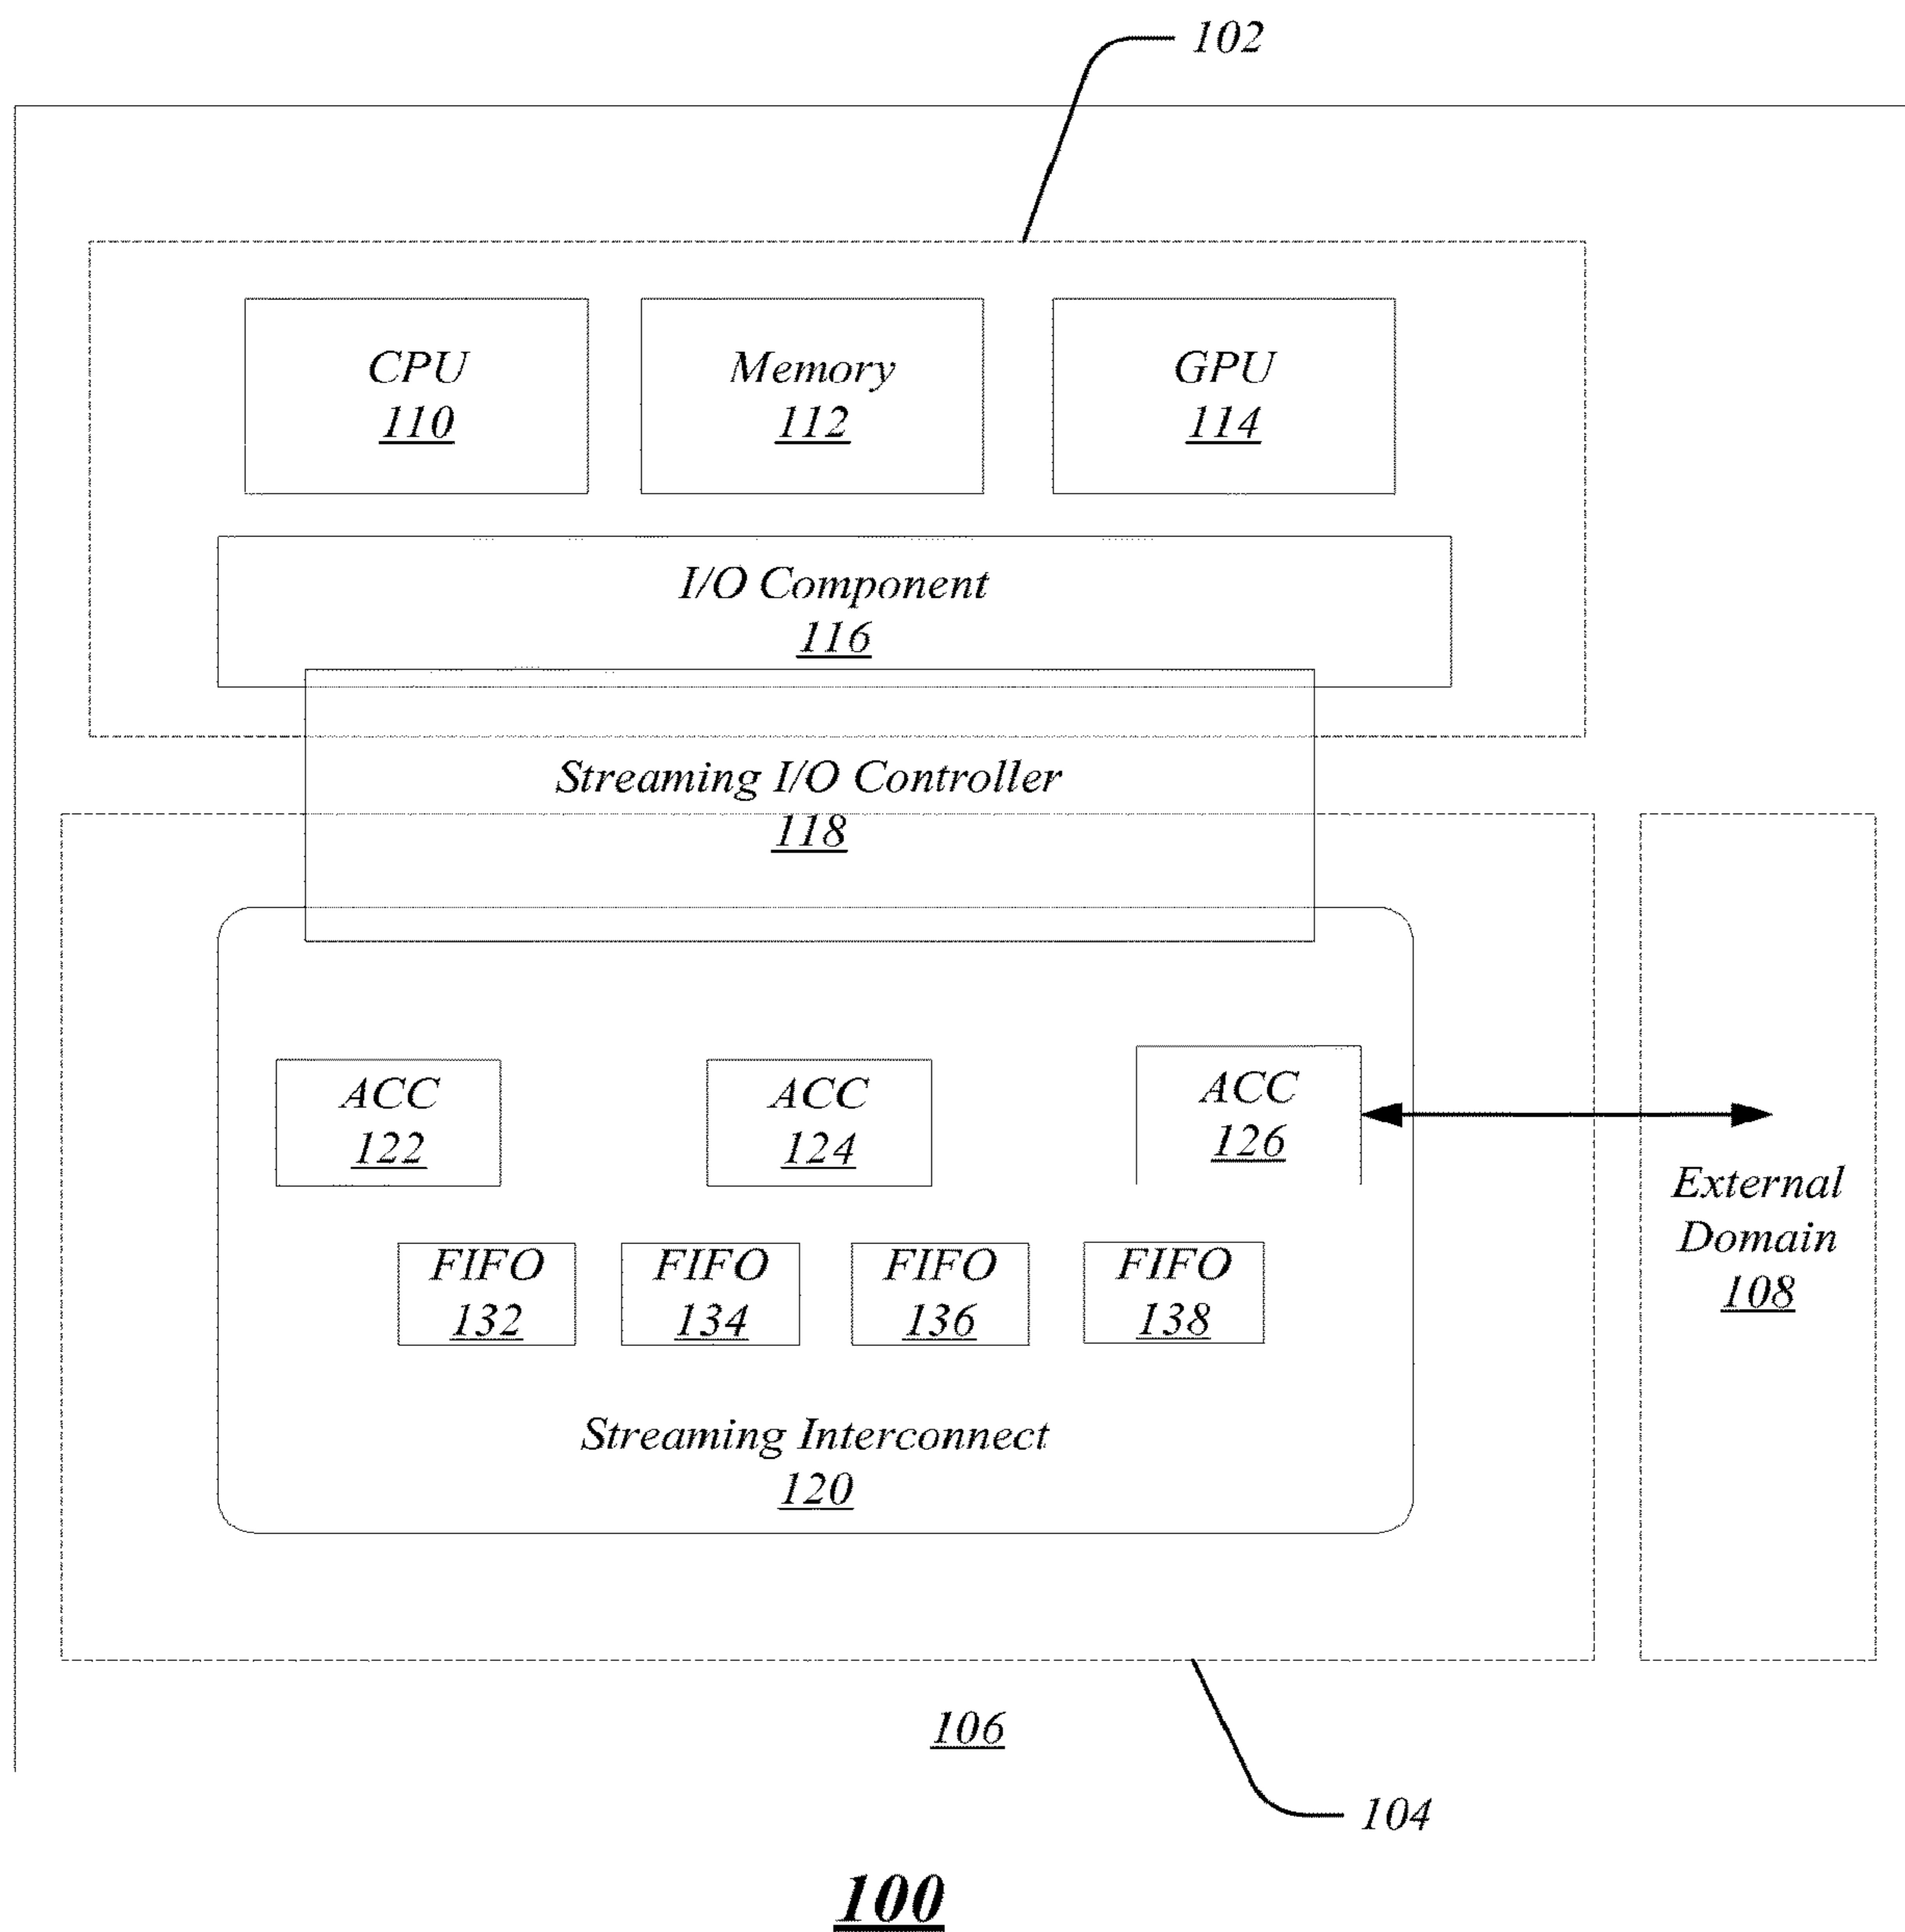 102
CPU
110
Memory
112
GPU
114
I/O Component
116
Streaming I/O Controller
118
ACC
122
ACC
124
ACC
126
External
Domain
108
FIFO
132
FIFO
134
FIFO
136
FIFO
138
Streaming Interconnect
120
106
104
100